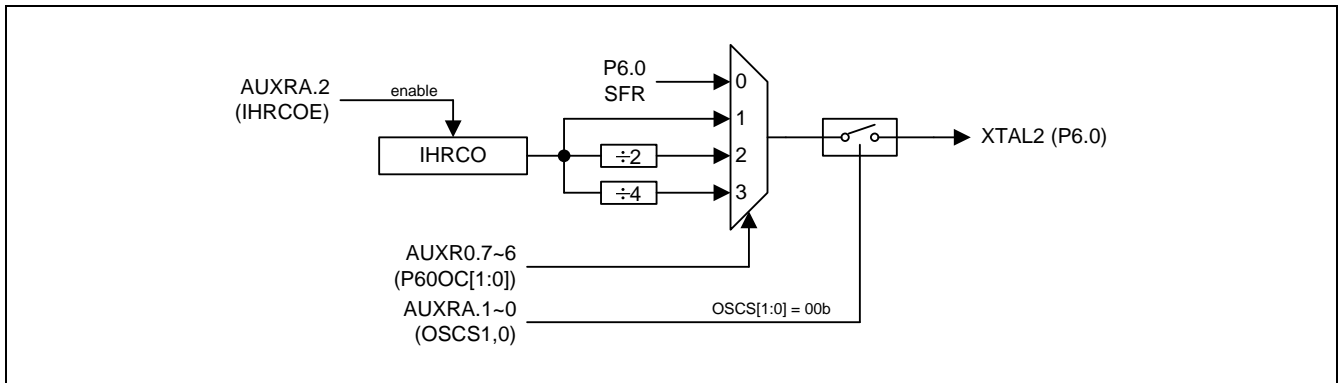 P6.0
SFR
AUXRA.2
(IHRCOE)
enable
IHRCO
÷2
÷4
0
1
2
3
XTAL2 (P6.0)
AUXR0.7~6
(P60OC[1:0])
AUXRA.1~0
(OSCS1,0)
OSCS[1:0] = 00b